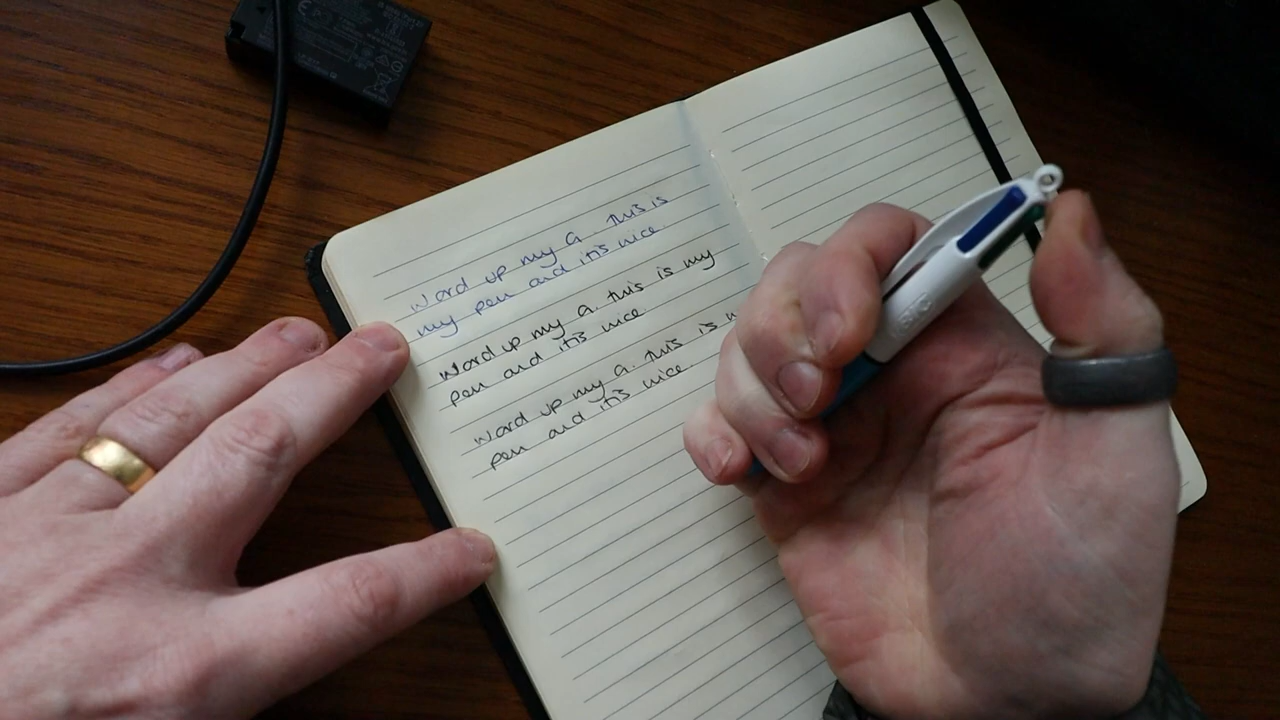 Word up my a. This is
my pen and it's nice.
Word up my a. This is my
pen and it's nice
Word up my a. This is
pen and it's nice.
BIC